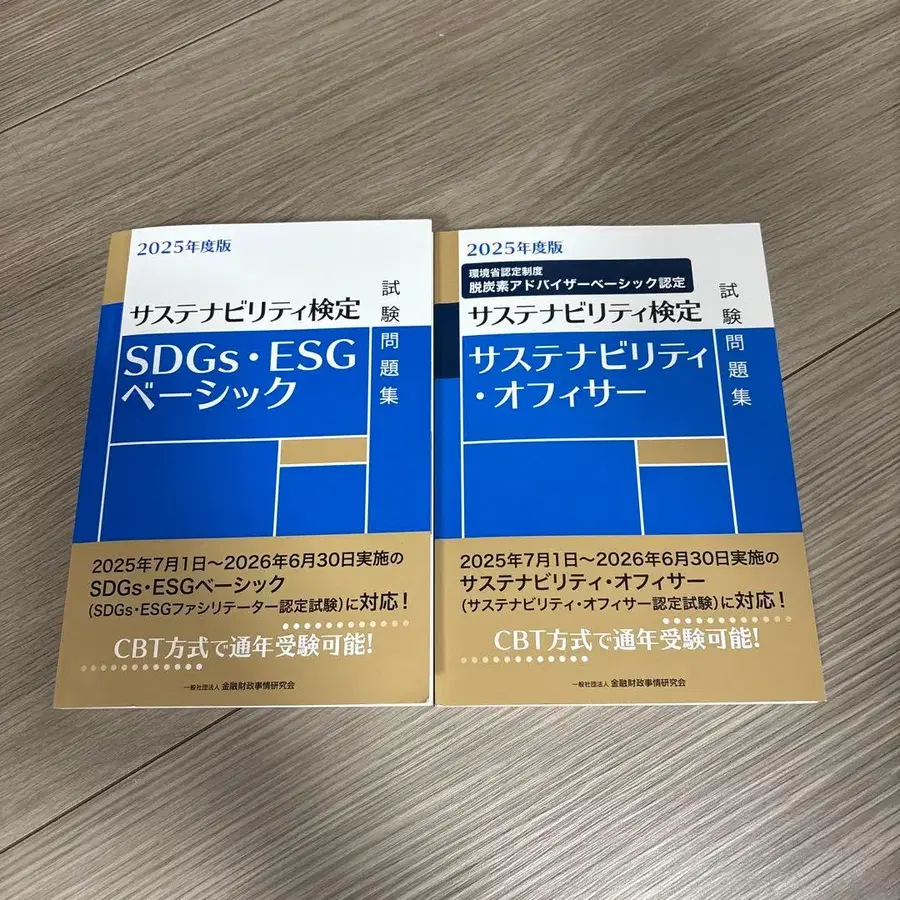 2025年度版
サステナビリティ検定
SDGs・ESG
ベーシック
試験問題集
2025年7月1日～2026年6月30日実施の
SDGs・ESGベーシック
(SDGs・ESGファシリテーター認定試験)に対応!
CBT方式で通年受験可能!
一般社団法人 金融財政事情研究会
2025年度版
環境省認定制度
脱炭素アドバイザーベーシック認定
サステナビリティ検定
サステナビリティ
・オフィサー
試験問題集
2025年7月1日～2026年6月30日実施の
サステナビリティ・オフィサー
(サステナビリティ・オフィサー認定試験)に対応!
CBT方式で通年受験可能!
一般社団法人 金融財政事情研究会